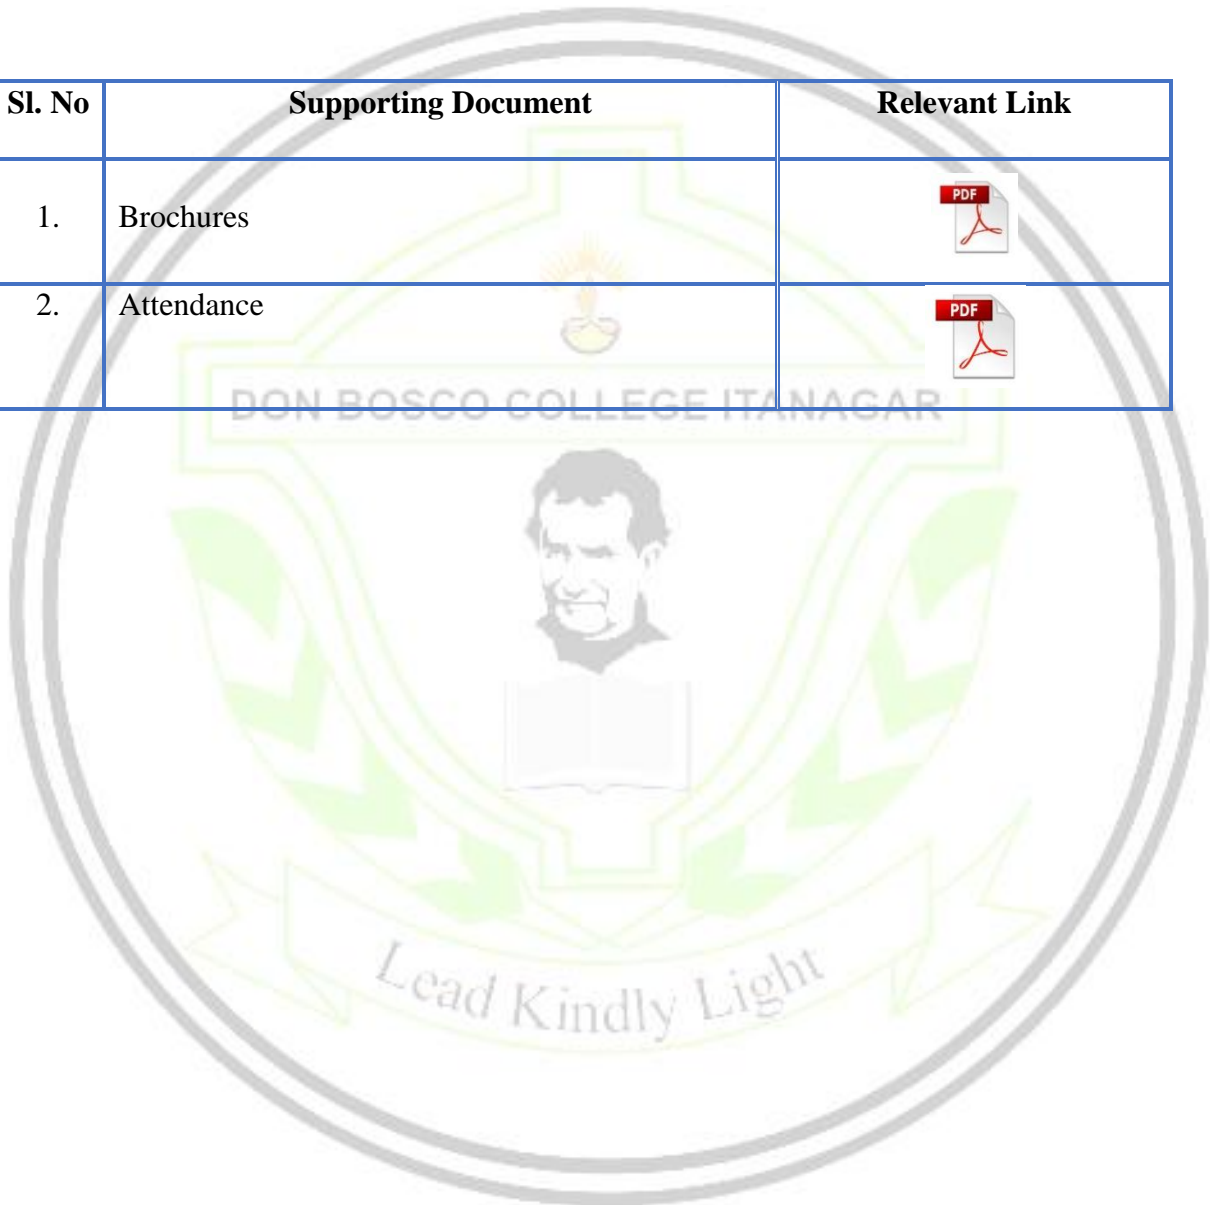 Sl. No Supporting Document Relevant Link
1. Brochures PDF
2. Attendance PDF
DON BOSCO COLLEGE ITANAGAR
Lead Kindly Light